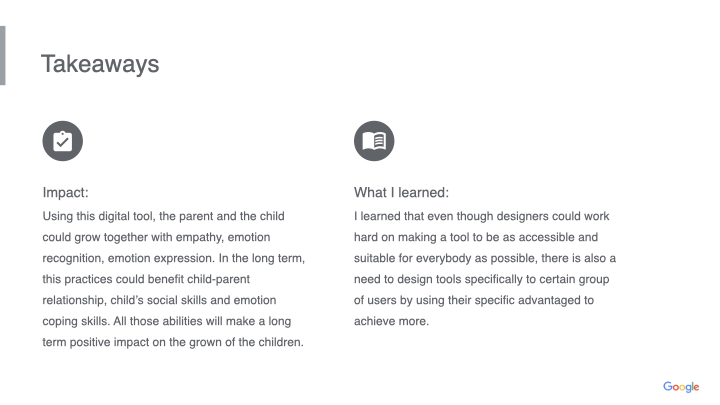 Takeaways
Impact:
Using this digital tool, the parent and the child
could grow together with empathy, emotion
recognition, emotion expression. In the long term,
this practices could benefit child-parent
relationship, child's social skills and emotion
coping skills. All those abilities will make a long
term positive impact on the grown of the children.
What I learned:
I learned that even though designers could work
hard on making a tool to be as accessible and
suitable for everybody as possible, there is also a
need to design tools specifically to certain group
of users by using their specific advantaged to
achieve more.
Google